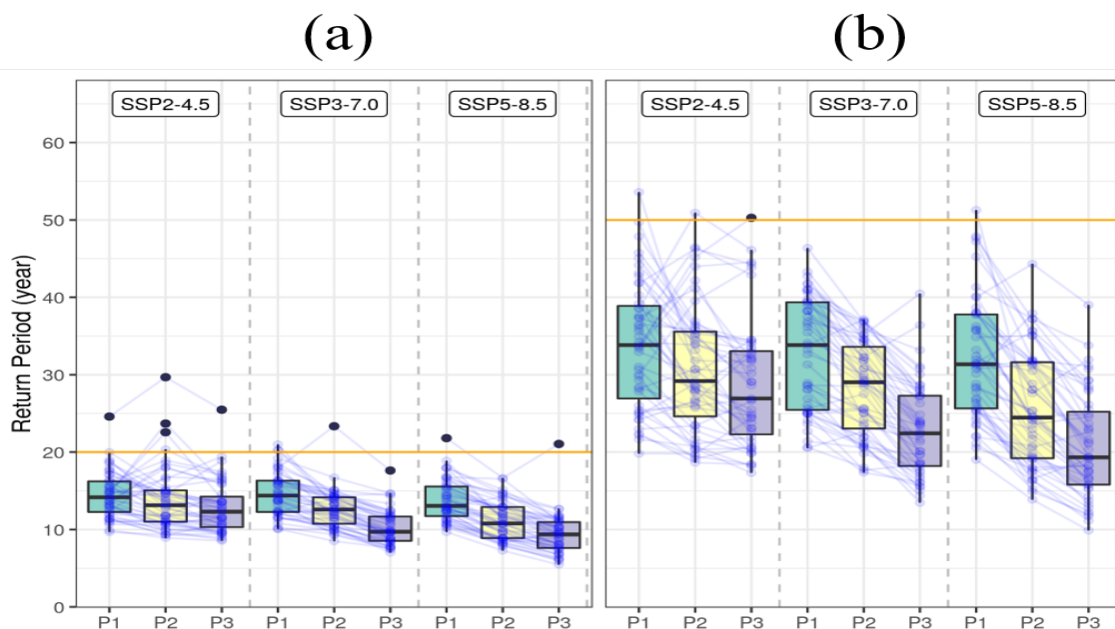 (a) (b)
SSP2-4.5 SSP3-7.0 SSP5-8.5 SSP2-4.5 SSP3-7.0 SSP5-8.5
Return Period (year)
60
50
40
30
20
10
0
P1 P2 P3 P1 P2 P3 P1 P2 P3 P1 P2 P3 P1 P2 P3 P1 P2 P3